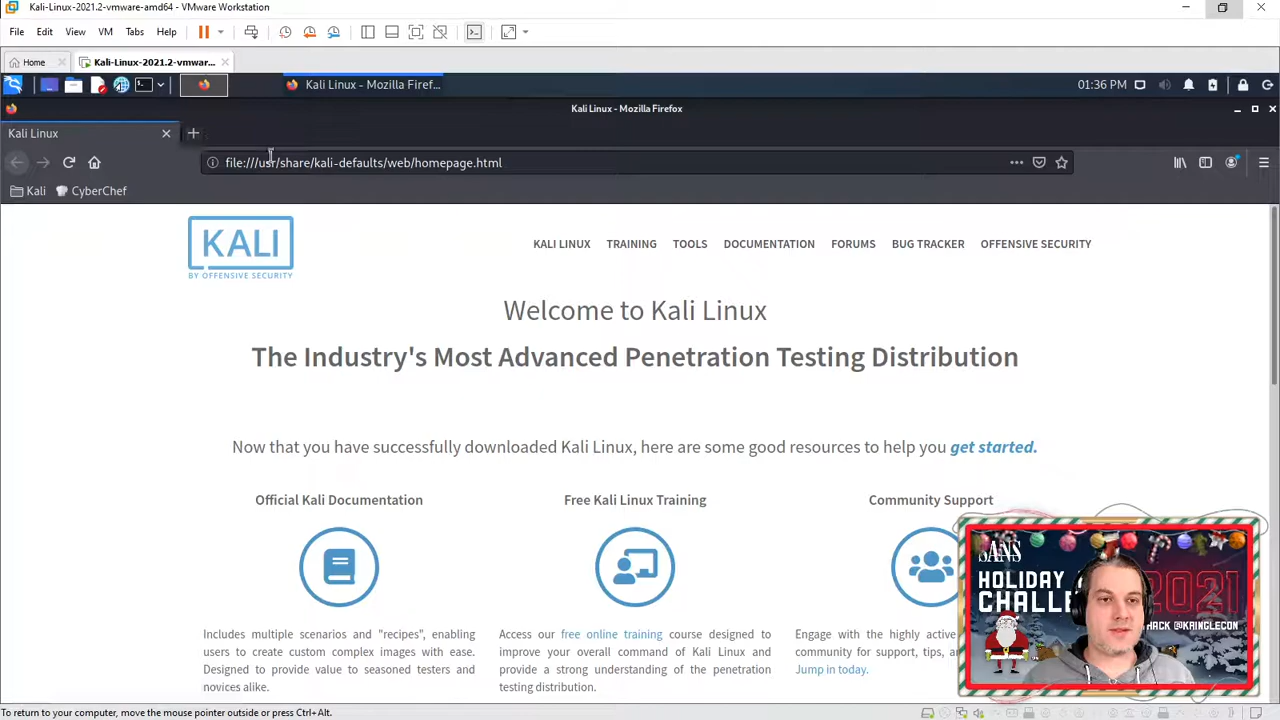 Kali-Linux-2021.2-vmware-amd64 - VMware Workstation
File Edit View VM Tabs Help
Home Kali-Linux-2021.2-vmwar...
Kali Linux - Mozilla Firef... 01:36 PM
Kali Linux - Mozilla Firefox
Kali Linux
file:///usr/share/kali-defaults/web/homepage.html
Kali CyberChef
KALI
BY OFFENSIVE SECURITY
KALI LINUX TRAINING TOOLS DOCUMENTATION FORUMS BUG TRACKER OFFENSIVE SECURITY
Welcome to Kali Linux
The Industry's Most Advanced Penetration Testing Distribution
Now that you have successfully downloaded Kali Linux, here are some good resources to help you get started.
Official Kali Documentation
Includes multiple scenarios and "recipes", enabling
users to create custom complex images with ease.
Designed to provide value to seasoned testers and
novices alike.
Free Kali Linux Training
Access our free online training course designed to
improve your overall command of Kali Linux and
provide a strong understanding of the penetration
testing distribution.
Community Support
Engage with the highly active
community for support, tips,
Jump in today.
SANS
HOLIDAY
CHALLE
2021
HACK @KRINGLECON
To return to your computer, move the mouse pointer outside or press Ctrl+Alt.